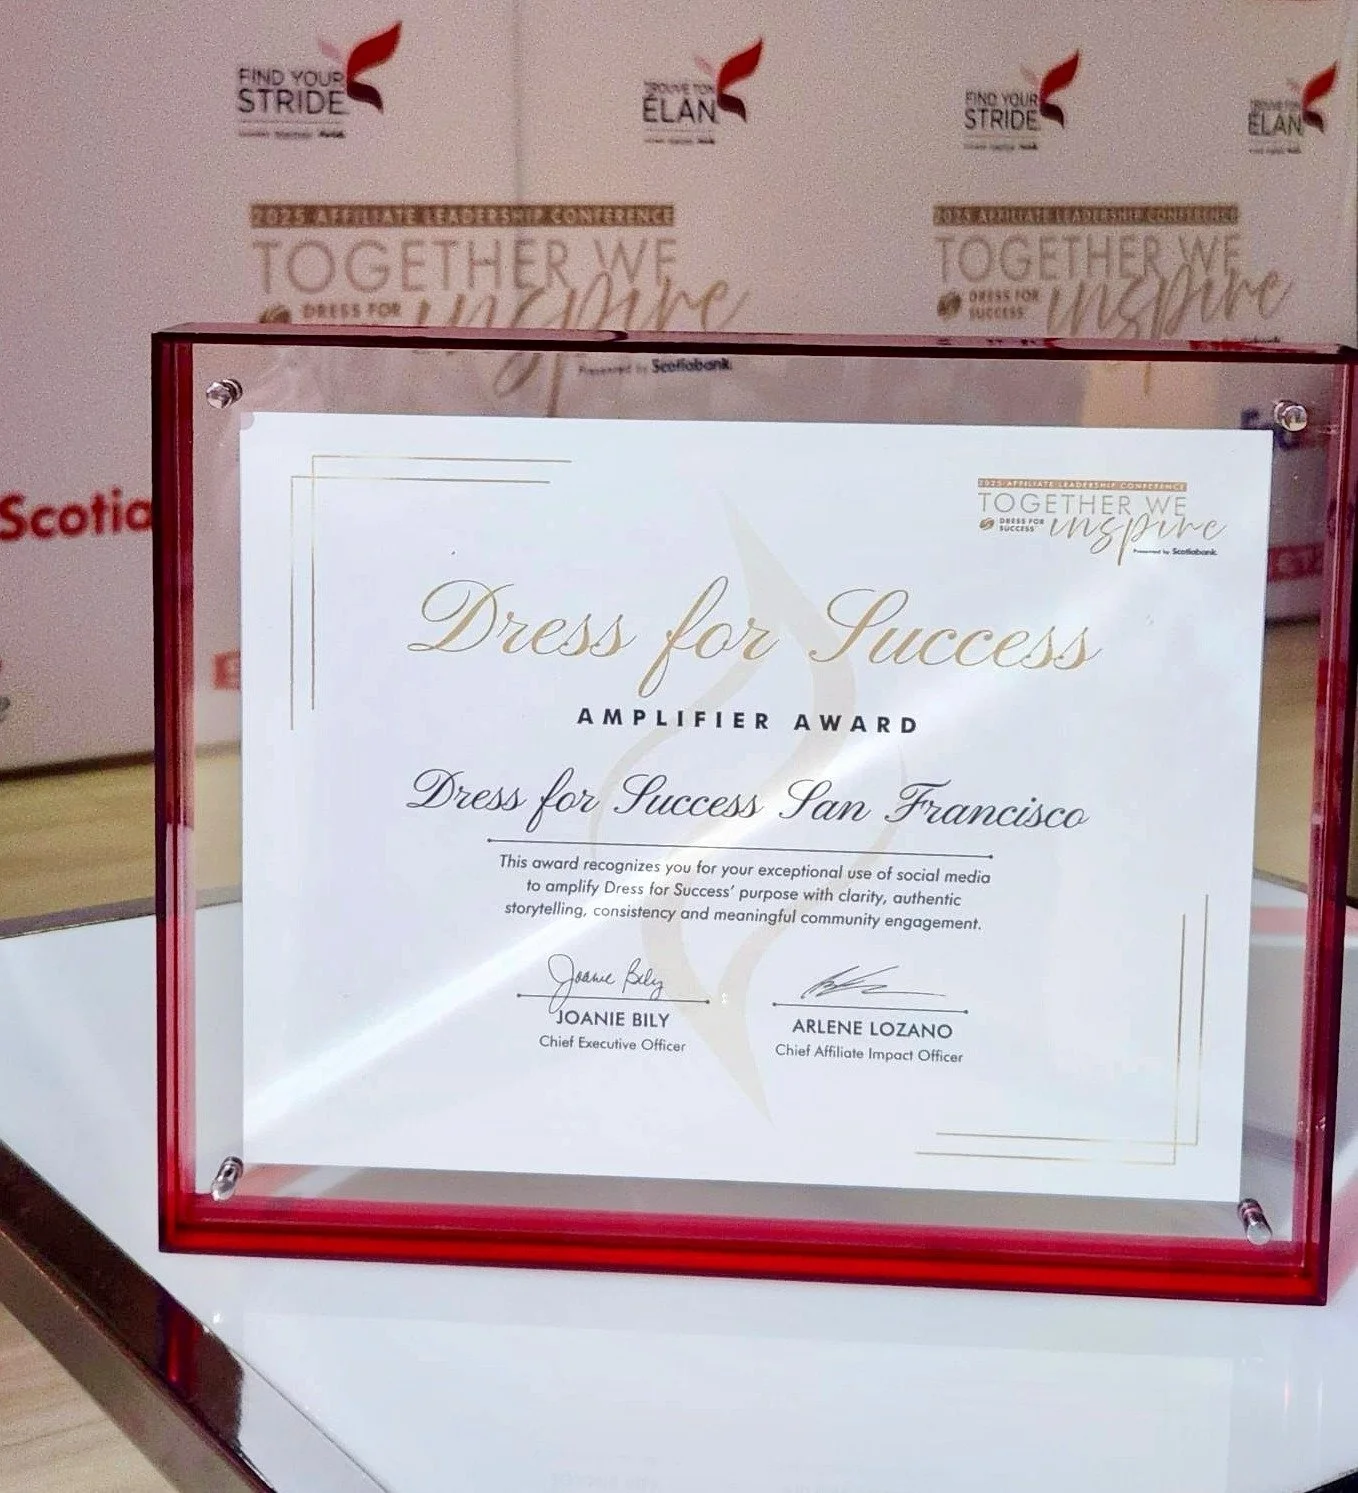 FIND YOUR
STRIDE
TROUVE TON
ÉLAN
FIND YOUR
STRIDE
TROUVE TON
ÉLAN
2025 AFFILIATE LEADERSHIP CONFERENCE
TOGETHER WE
DRESS FOR
inspire
Presented by Scotiabank
2025 AFFILIATE LEADERSHIP CONFERENCE
TOGETHER WE
DRESS FOR
SUCCESS
inspire
Scotia
2025 AFFILIATE LEADERSHIP CONFERENCE
TOGETHER WE
DRESS FOR
SUCCESS
inspire
Presented by Scotiabank
Dress for Success
AMPLIFIER AWARD
Dress for Success San Francisco
This award recognizes you for your exceptional use of social media
to amplify Dress for Success' purpose with clarity, authentic
storytelling, consistency and meaningful community engagement.
Joanie Bily
JOANIE BILY
Chief Executive Officer
ARLENE LOZANO
Chief Affiliate Impact Officer